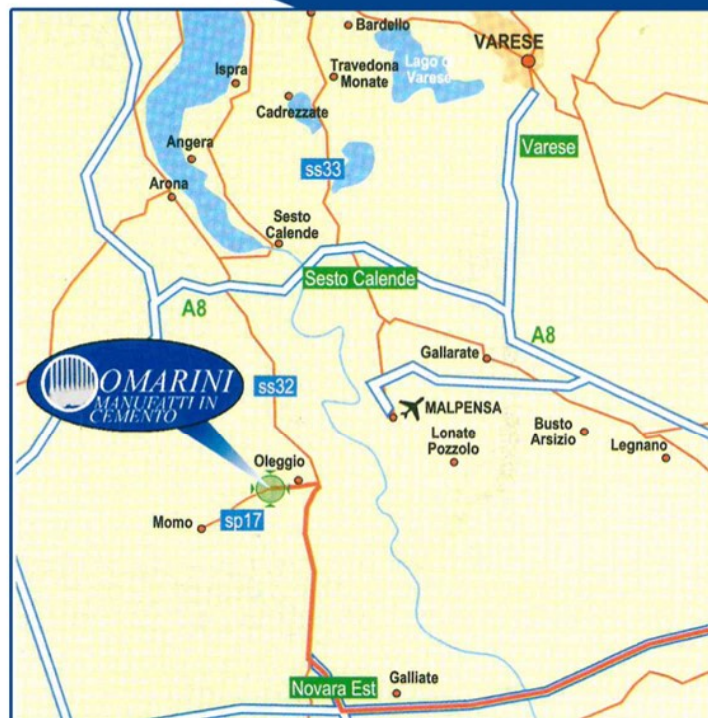 Bardello
VARESE
Ispra
Travedona
Monate
Lago di
Varese
Cadrezzate
Varese
Angera
ss33
Arona
Sesto
Calende
Sesto Calende
A8
A8
Gallarate
OMARINI
MANUFATTI IN
CEMENTO
ss32
MALPENSA
Lonate
Pozzolo
Busto
Arsizio
Legnano
Oleggio
Momo
sp17
Novara Est
Galliate